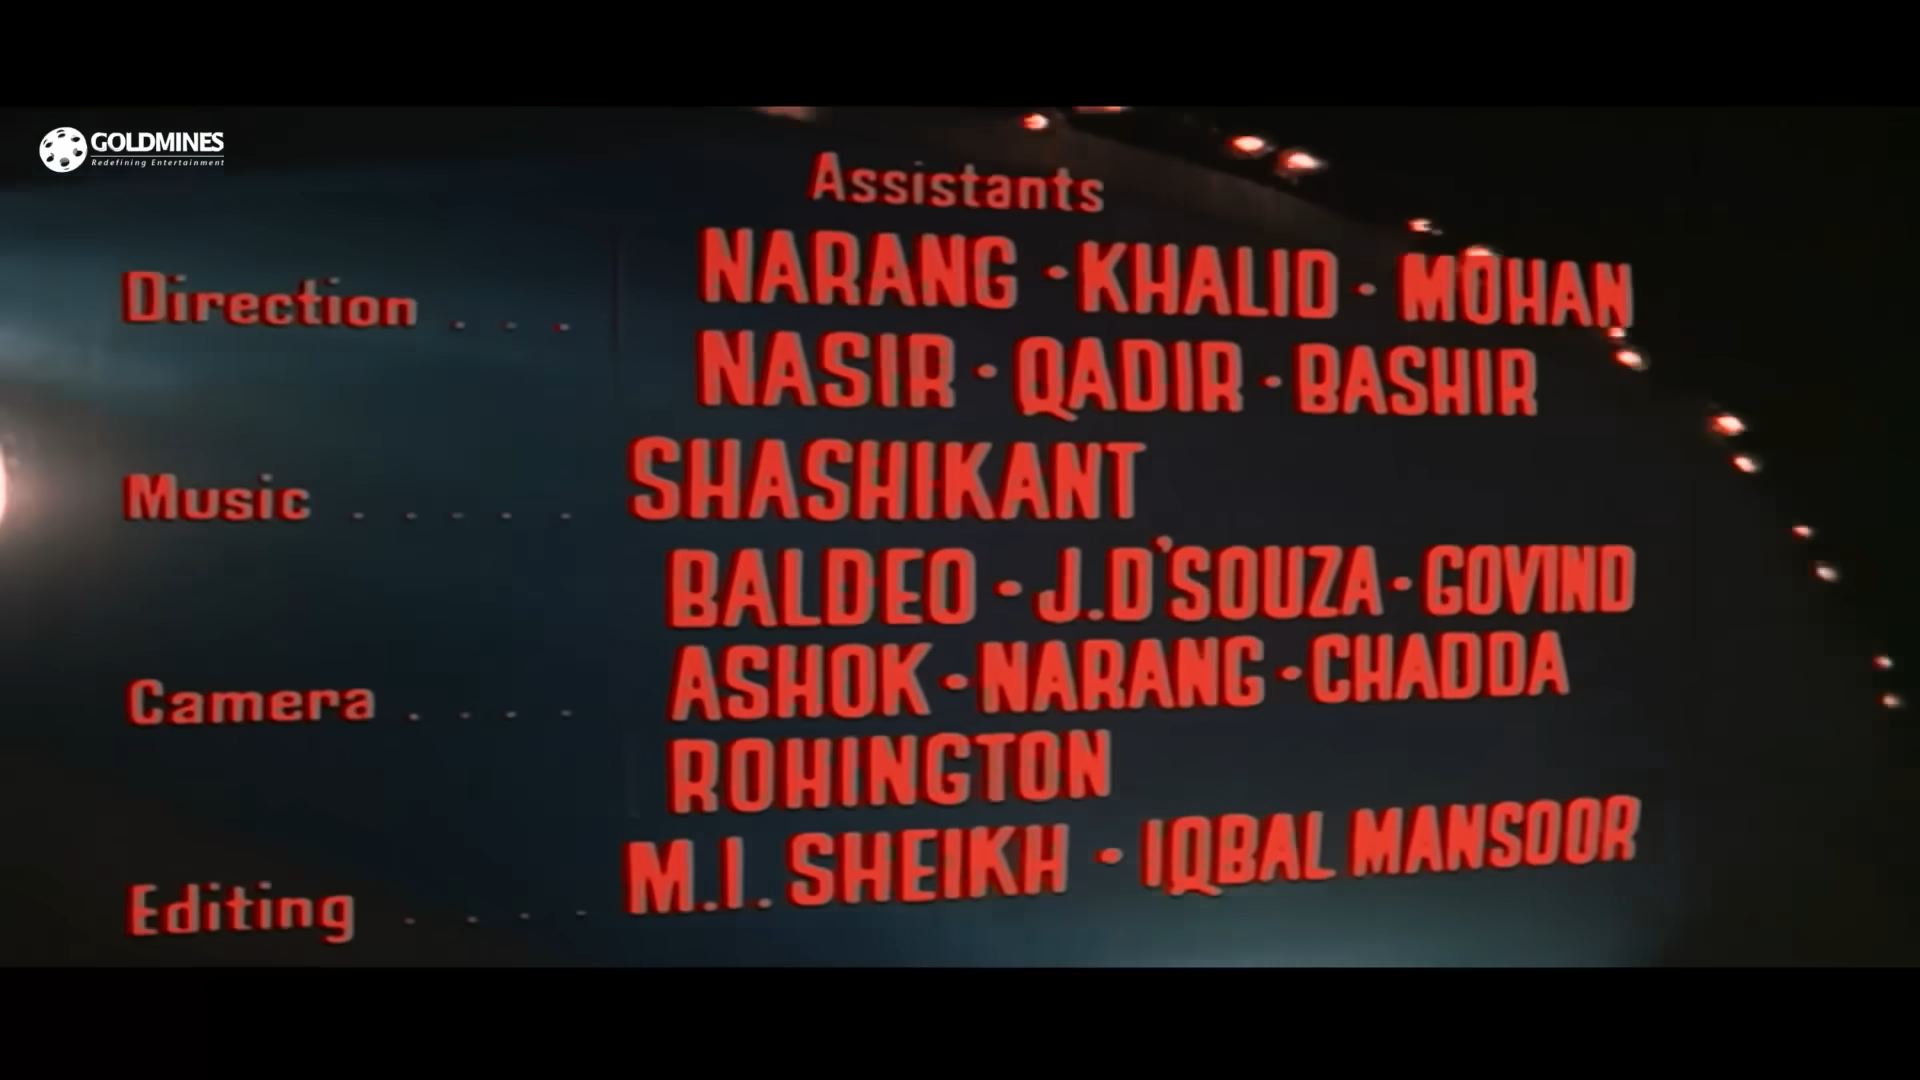 GOLDMINES
Redefining Entertainment
Assistants
Direction . . . NARANG · KHALID · MOHAN
NASIR · QADIR · BASHIR
Music . . . . . SHASHIKANT
BALDEO · J.D'SOUZA · GOVIND
Camera . . . . ASHOK · NARANG · CHADDA
ROHINGTON
Editing . . . . M.I. SHEIKH · IQBAL MANSOOR